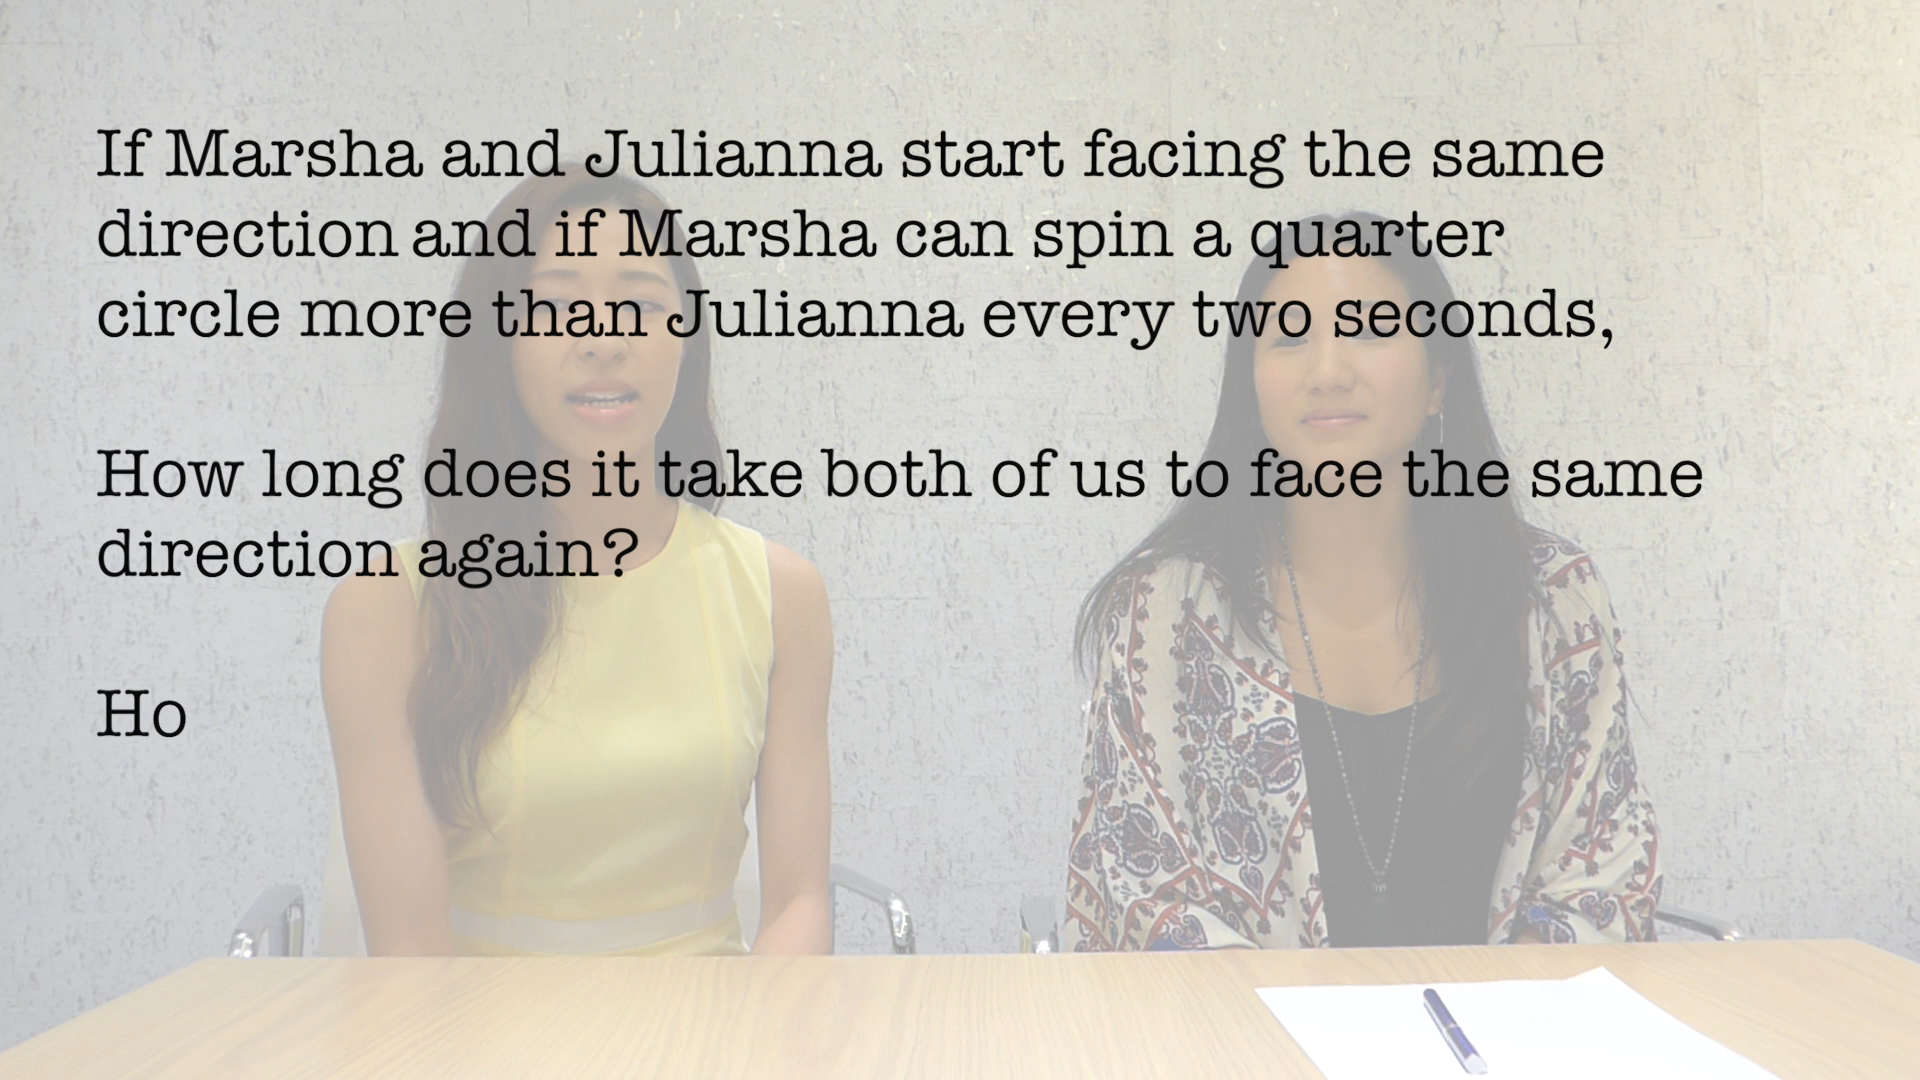 If Marsha and Julianna start facing the same
direction and if Marsha can spin a quarter
circle more than Julianna every two seconds,
How long does it take both of us to face the same
direction again?
Ho